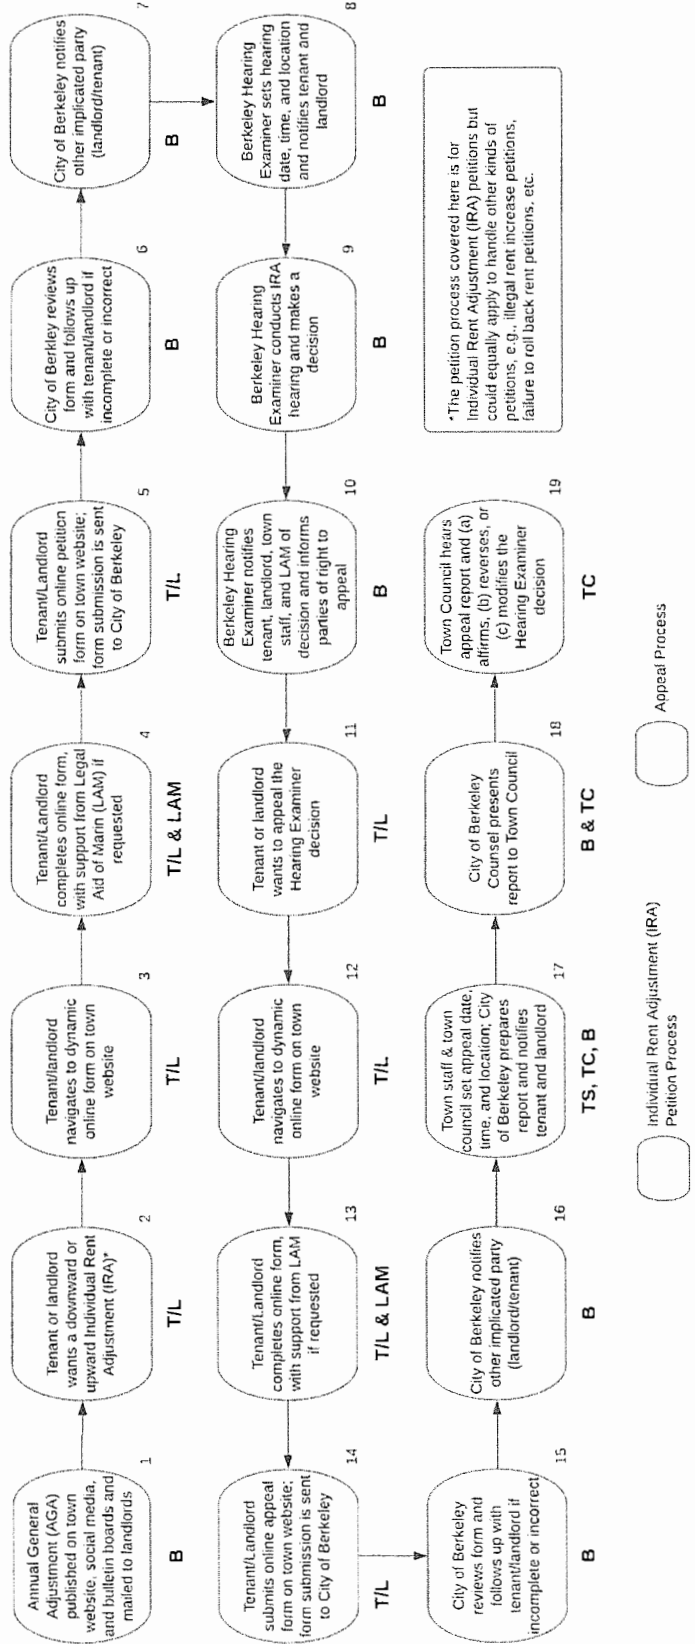 Annual General
Adjustment (AGA)
published on town
website, social media,
and bulletin boards and
mailed to landlords
1
B
Tenant or landlord
wants a downward or
upward Individual Rent
Adjustment (IRA)*
2
T/L
Tenant/landlord
navigates to dynamic
online form on town
website
3
T/L
Tenant/Landlord
completes online form,
with support from Legal
Aid of Marin (LAM) if
requested
4
T/L & LAM
Tenant/Landlord
submits online petition
form on town website;
form submission is sent
to City of Berkeley
5
T/L
City of Berkley reviews
form and follows up
with tenant/landlord if
incomplete or incorrect
6
B
City of Berkeley notifies
other implicated party
(landlord/tenant)
7
B
Berkeley Hearing
Examiner sets hearing
date, time, and location
and notifies tenant and
landlord
8
B
Berkeley Hearing
Examiner conducts IRA
hearing and makes a
decision
9
B
Berkeley Hearing
Examiner notifies
tenant, landlord, town
staff, and LAM of
decision and informs
parties of right to
appeal
10
B
Tenant or landlord
wants to appeal the
Hearing Examiner
decision
11
T/L
Tenant/landlord
navigates to dynamic
online form on town
website
12
T/L
Tenant/Landlord
completes online form,
with support from LAM
if requested
13
T/L & LAM
Tenant/Landlord
submits online appeal
form on town website;
form submission is sent
to City of Berkeley
14
T/L
City of Berkeley
reviews form and
follows up with
tenant/landlord if
incomplete or incorrect
15
B
City of Berkeley notifies
other implicated party
(landlord/tenant)
16
B
Town staff & town
council set appeal date,
time, and location; City
of Berkeley prepares
report and notifies
tenant and landlord
17
TS, TC, B
City of Berkeley
Counsel presents
report to Town Council
18
B & TC
Town Council hears
appeal report and (a)
affirms, (b) reverses, or
(c) modifies the
Hearing Examiner
decision
19
TC
*The petition process covered here is for
Individual Rent Adjustment (IRA) petitions but
could equally apply to handle other kinds of
petitions, e.g., illegal rent increase petitions,
failure to roll back rent petitions, etc.
Individual Rent Adjustment (IRA)
Petition Process
Appeal Process